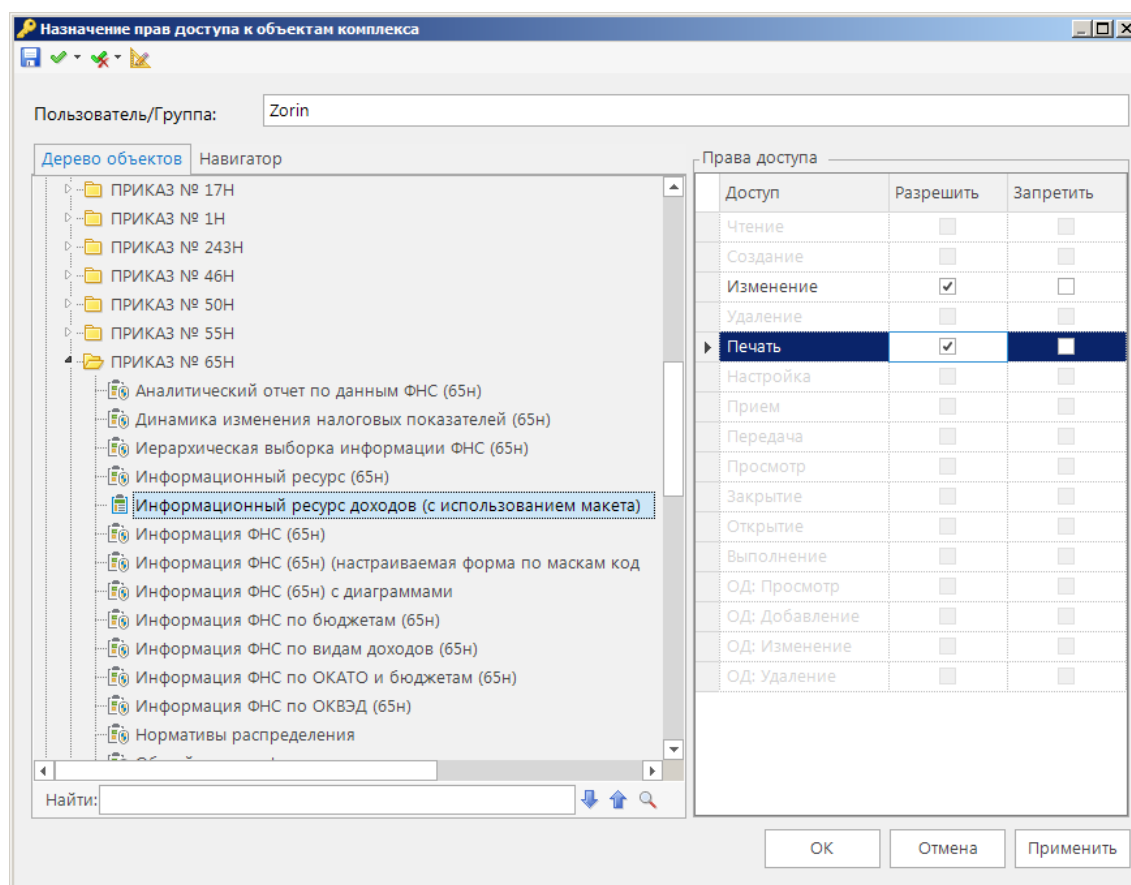 Назначение прав доступа к объектам комплекса
Пользователь/Группа: Zorin
Дерево объектов Навигатор
ПРИКАЗ № 17Н
ПРИКАЗ № 1Н
ПРИКАЗ № 243Н
ПРИКАЗ № 46Н
ПРИКАЗ № 50Н
ПРИКАЗ № 55Н
ПРИКАЗ № 65Н
Аналитический отчет по данным ФНС (65н)
Динамика изменения налоговых показателей (65н)
Иерархическая выборка информации ФНС (65н)
Информационный ресурс (65н)
Информационный ресурс доходов (с использованием макета)
Информация ФНС (65н)
Информация ФНС (65н) (настраиваемая форма по маскам код
Информация ФНС (65н) с диаграммами
Информация ФНС по бюджетам (65н)
Информация ФНС по видам доходов (65н)
Информация ФНС по ОКАТО и бюджетам (65н)
Информация ФНС по ОКВЭД (65н)
Нормативы распределения
Найти:
Права доступа
Доступ Разрешить Запретить
Чтение
Создание
Изменение
Удаление
Печать
Настройка
Прием
Передача
Просмотр
Закрытие
Открытие
Выполнение
ОД: Просмотр
ОД: Добавление
ОД: Изменение
ОД: Удаление
ОК Отмена Применить